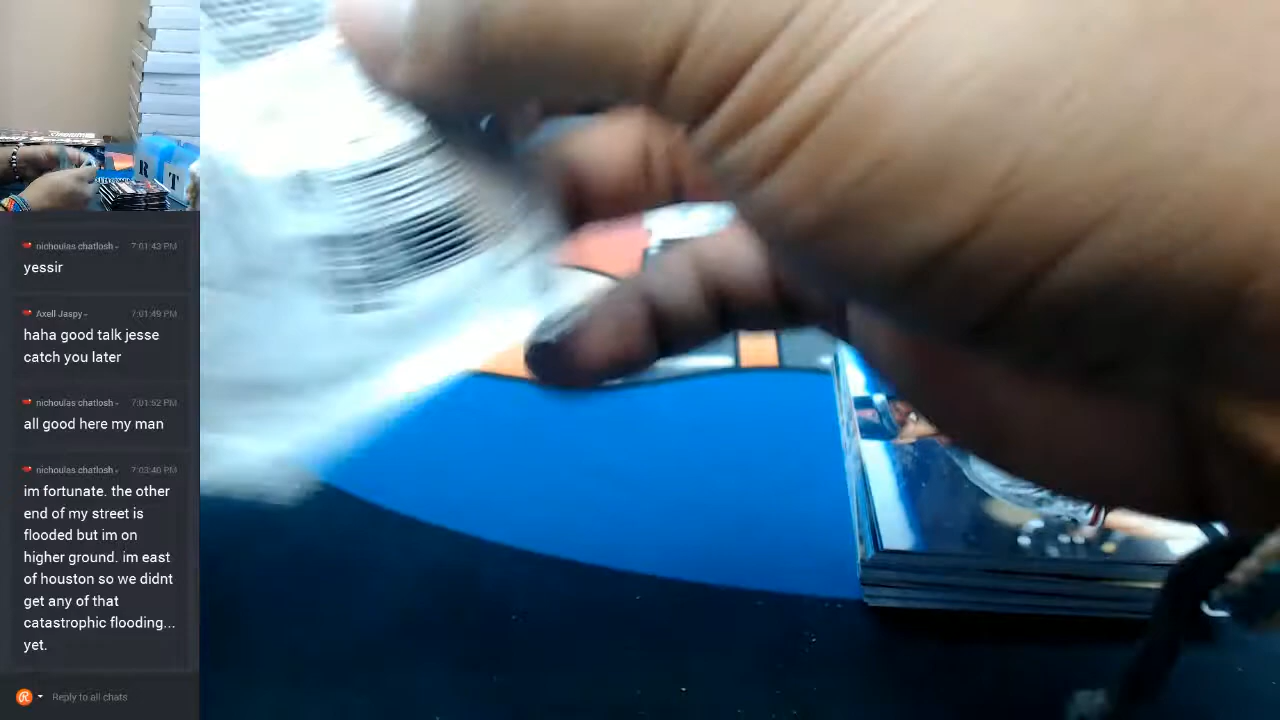 R
T
nichoulas chatlosh
7:01:43 PM
yessir
Axell Jaspy
7:01:49 PM
haha good talk jesse
catch you later
nichoulas chatlosh
7:01:52 PM
all good here my man
nichoulas chatlosh
7:03:40 PM
im fortunate. the other
end of my street is
flooded but im on
higher ground. im east
of houston so we didnt
get any of that
catastrophic flooding...
yet.
Reply to all chats